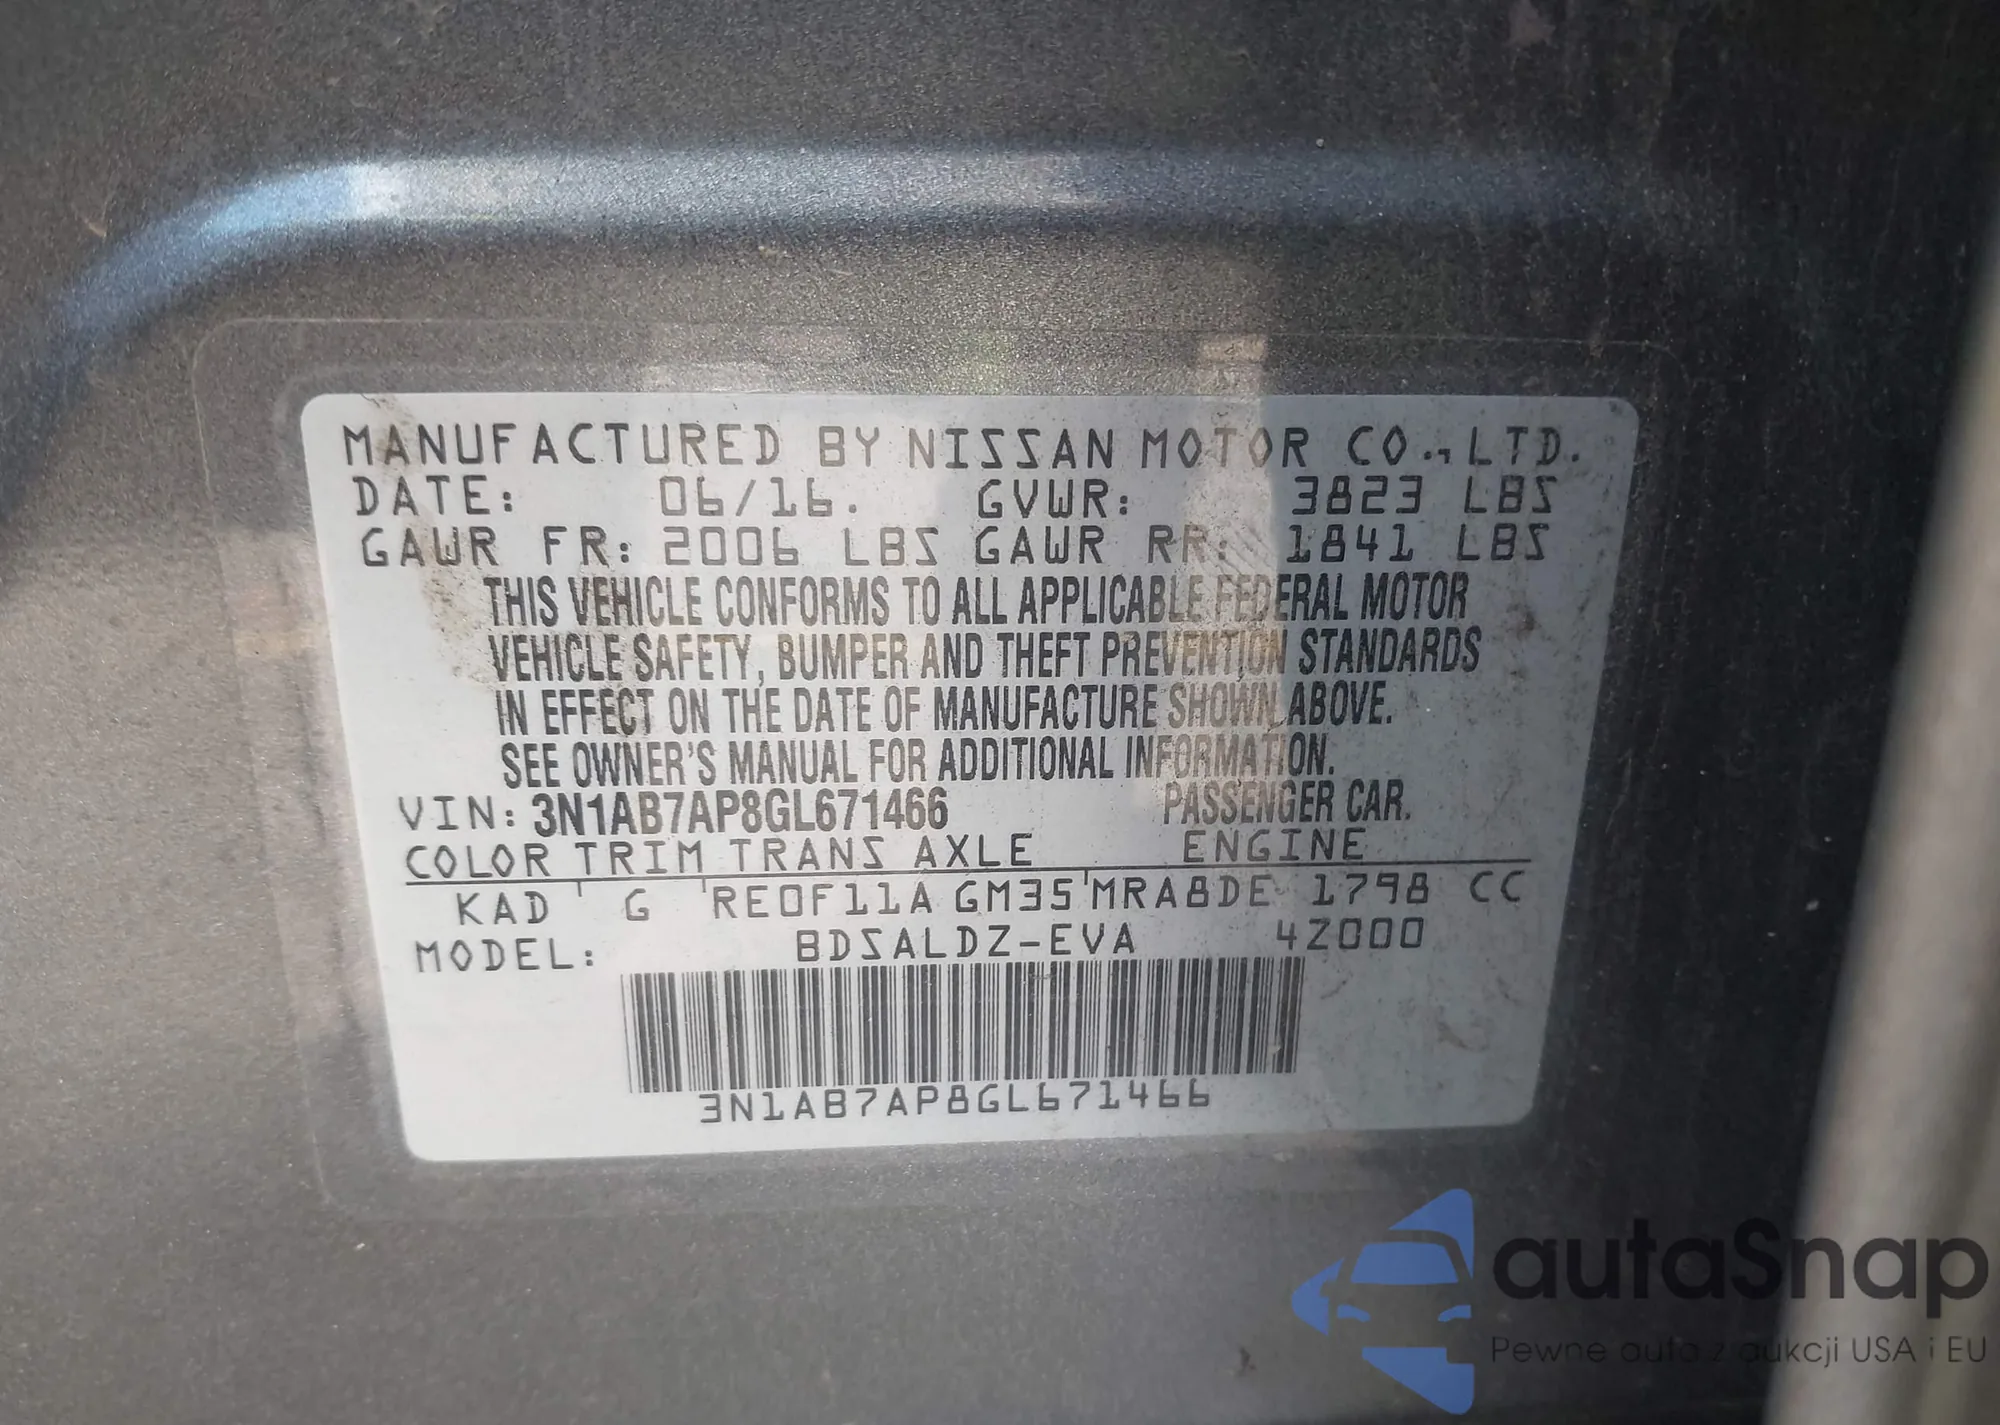 MANUFACTURED BY NISSAN MOTOR CO., LTD.
DATE: 06/16. GVWR: 3823 LBS
GAWR FR: 2006 LBS GAWR RR: 1841 LBS
THIS VEHICLE CONFORMS TO ALL APPLICABLE FEDERAL MOTOR
VEHICLE SAFETY, BUMPER AND THEFT PREVENTION STANDARDS
IN EFFECT ON THE DATE OF MANUFACTURE SHOWN ABOVE.
SEE OWNER'S MANUAL FOR ADDITIONAL INFORMATION.
VIN: 3N1AB7AP8GL671466 PASSENGER CAR.
COLOR TRIM TRANS AXLE ENGINE
KAD G RE0F11A GM35 MRA8DE 1798 CC
MODEL: BDSALDZ-EVA 4Z000
3N1AB7AP8GL671466
autaSnap
Pewne auto z aukcji USA i EU